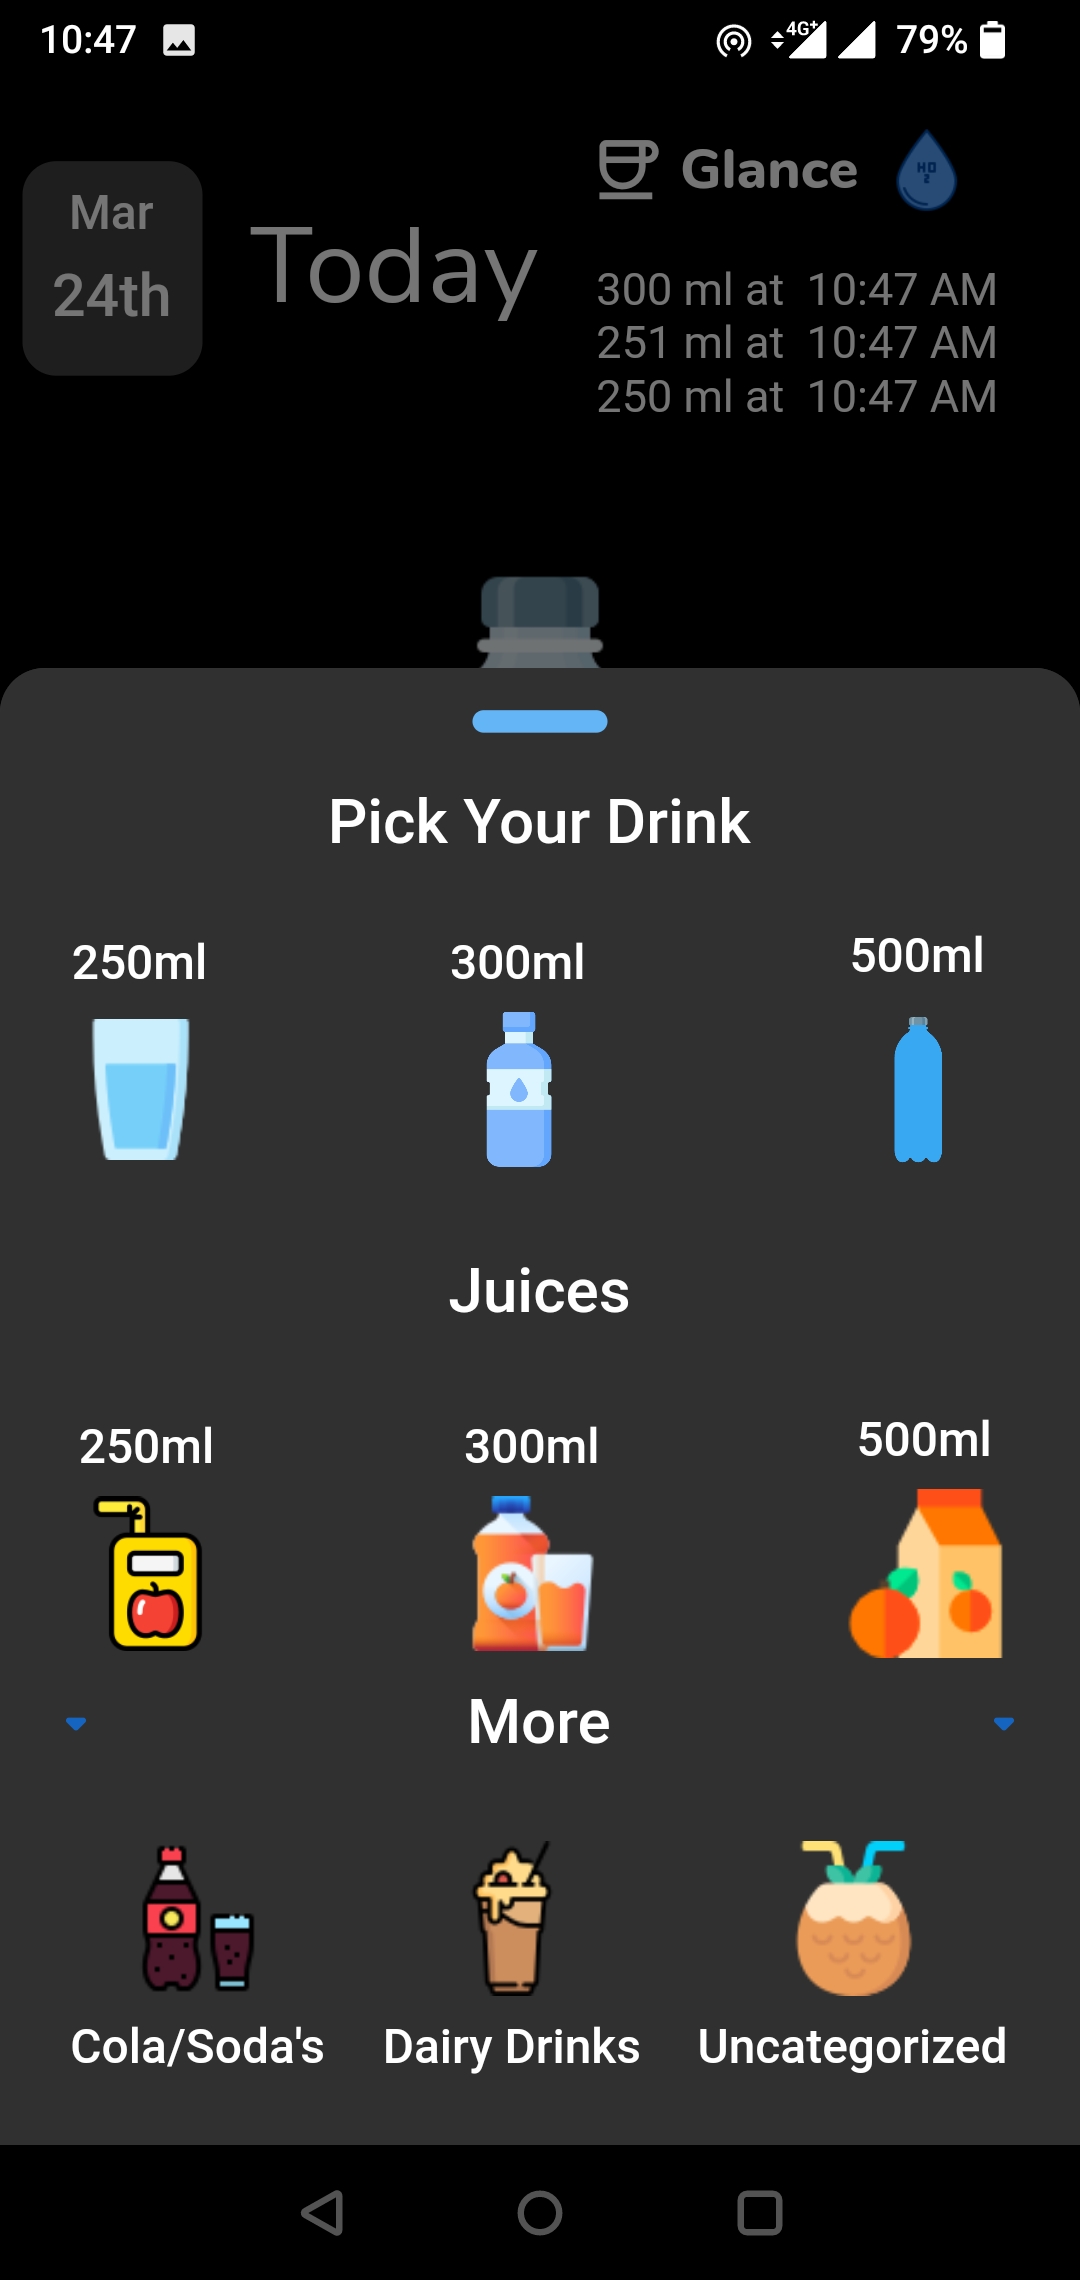 10:47 4G+ 79%
Mar
24th
Today
Glance
HO
2
300 ml at 10:47 AM
251 ml at 10:47 AM
250 ml at 10:47 AM
Pick Your Drink
250ml 300ml 500ml
Juices
250ml 300ml 500ml
More
Cola/Soda's Dairy Drinks Uncategorized